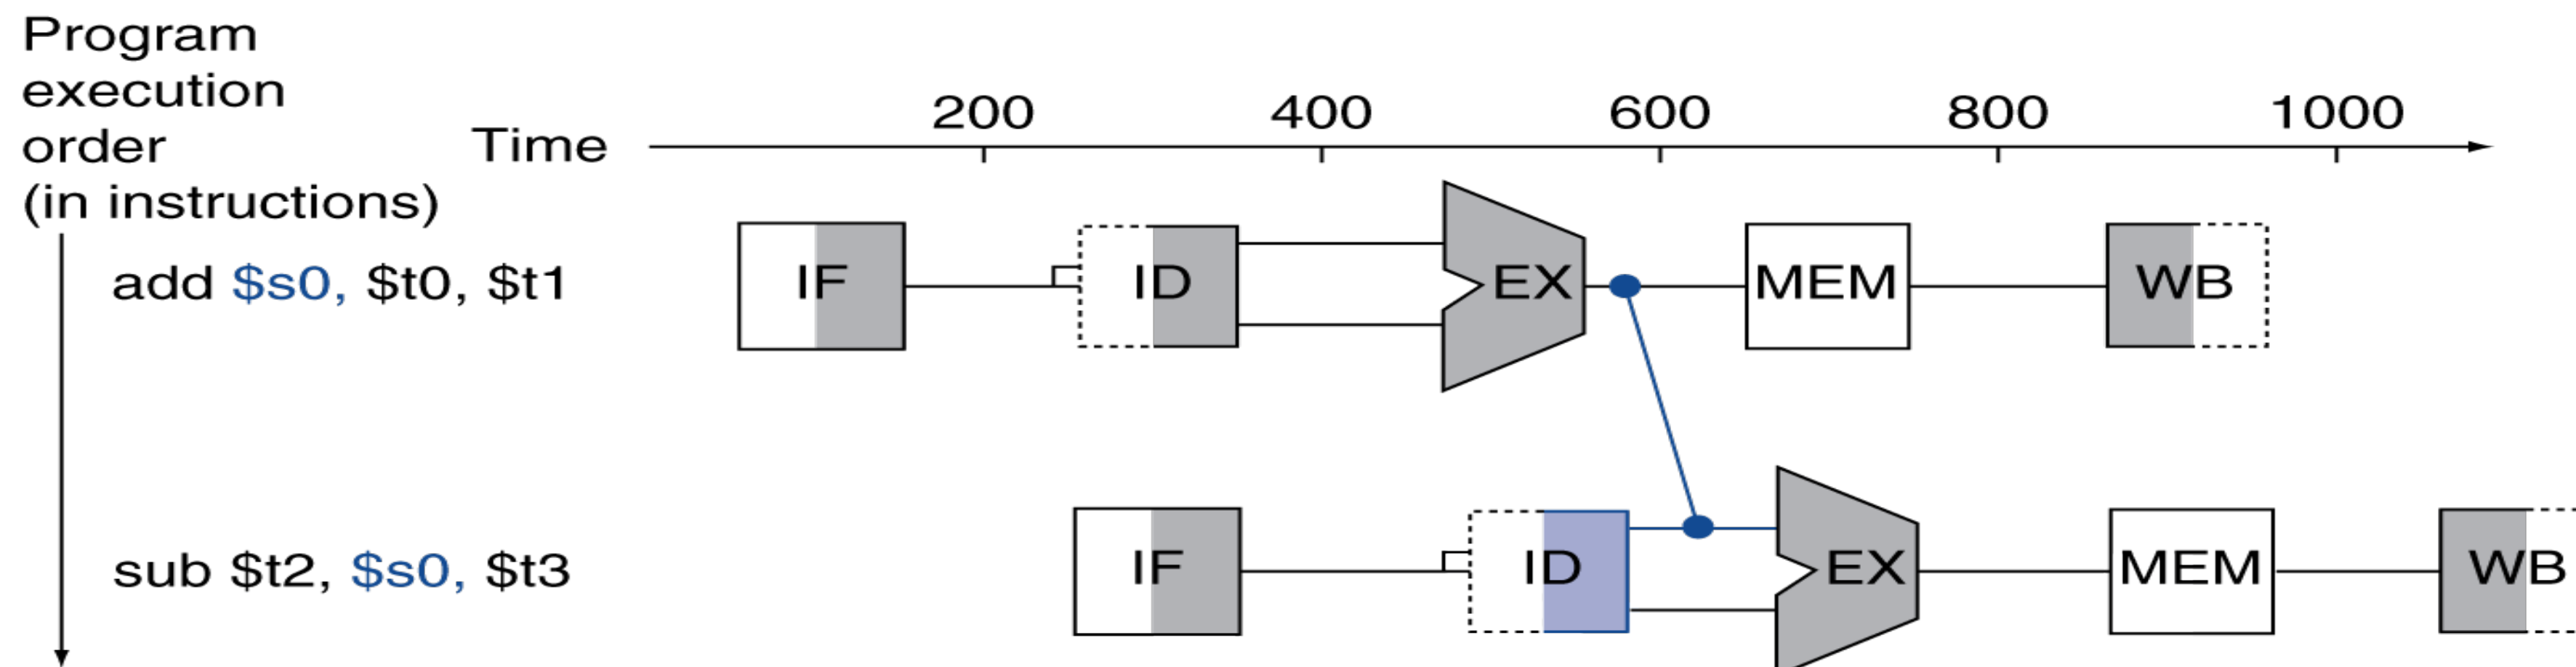 Program
execution
order
(in instructions)
Time
200 400 600 800 1000
add $s0, $t0, $t1
IF ID EX MEM WB
sub $t2, $s0, $t3
IF ID EX MEM WB